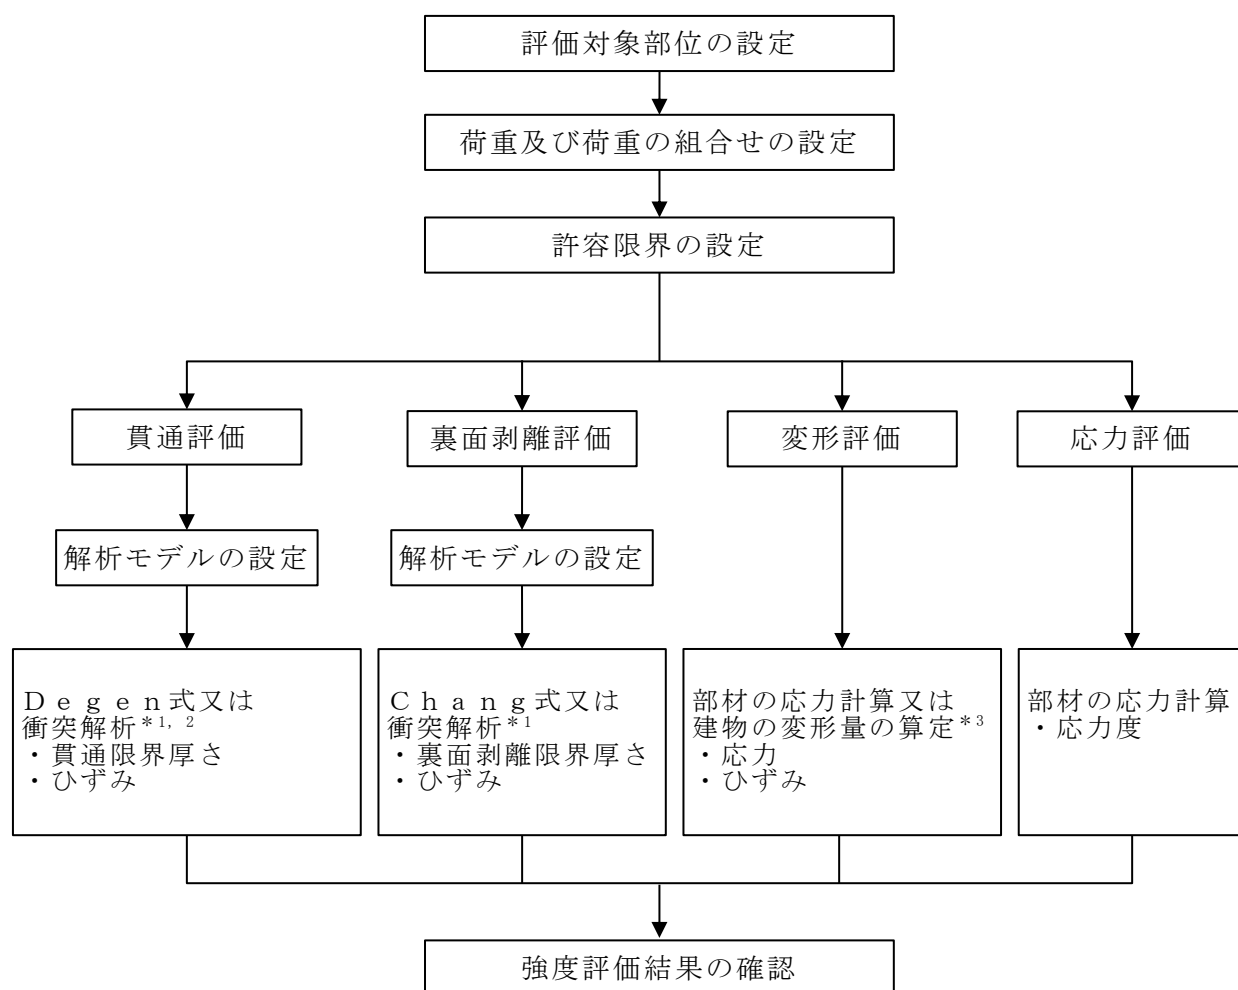 評価対象部位の設定
荷重及び荷重の組合せの設定
許容限界の設定
貫通評価
裏面剥離評価
変形評価
応力評価
解析モデルの設定
解析モデルの設定
Ｄｅｇｅｎ式又は
衝突解析*1, 2
・貫通限界厚さ
・ひずみ
Ｃｈａｎｇ式又は
衝突解析*1
・裏面剥離限界厚さ
・ひずみ
部材の応力計算又は
建物の変形量の算定*3
・応力
・ひずみ
部材の応力計算
・応力度
強度評価結果の確認